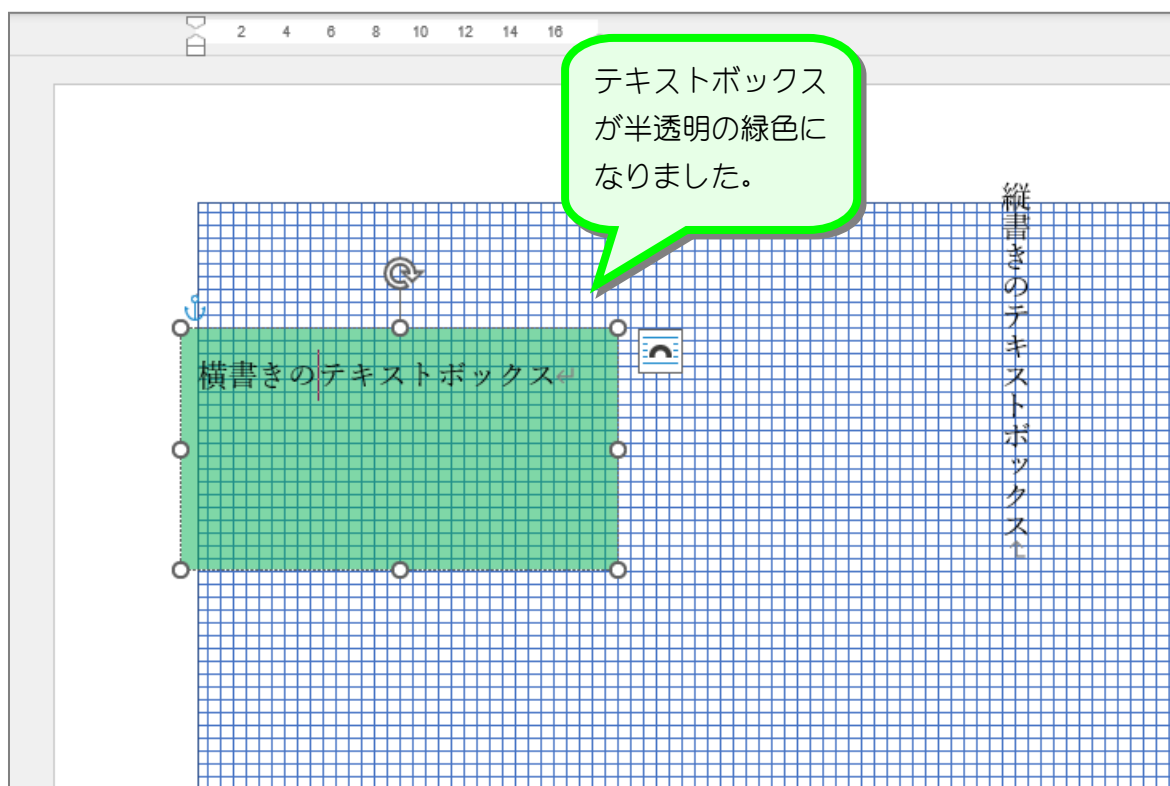 2 4 6 8 10 12 14 16
テキストボックス
が半透明の緑色に
なりました。
横書きのテキストボックス↵
縦書きのテキストボックス↵